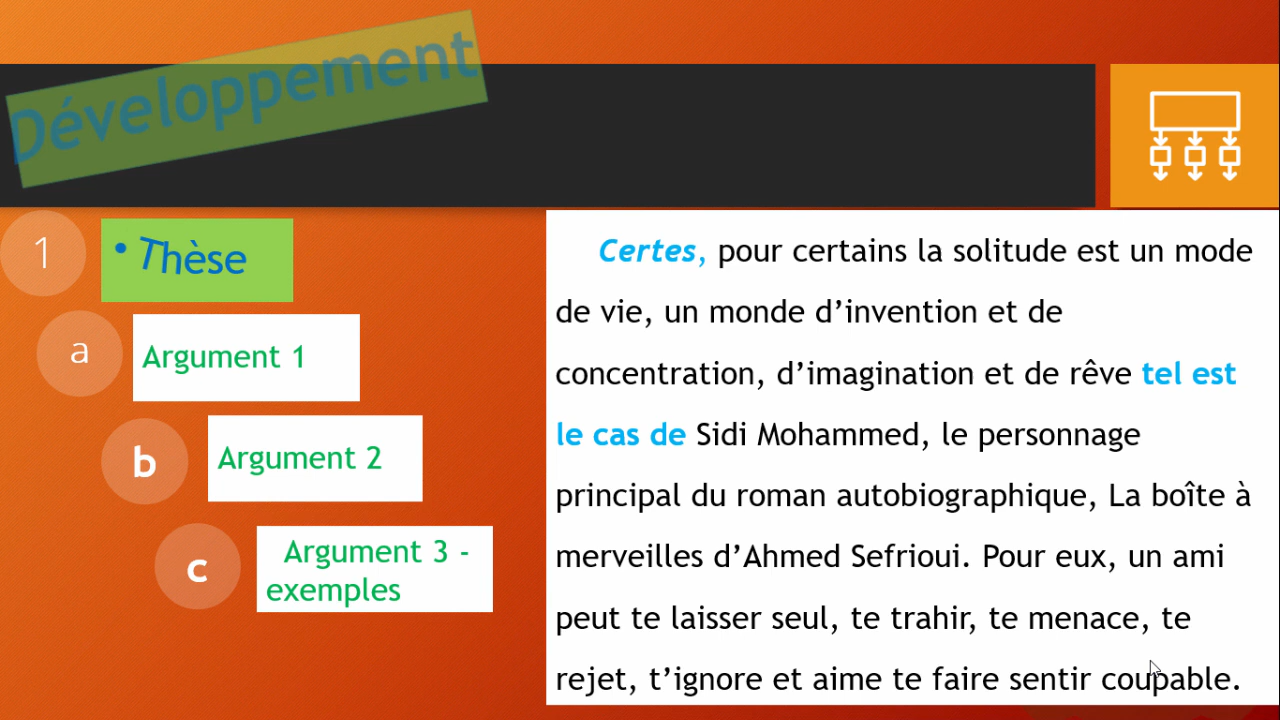 Développement
1
• Thèse
a
Argument 1
b
Argument 2
c
Argument 3 -
exemples
Certes, pour certains la solitude est un mode
de vie, un monde d’invention et de
concentration, d’imagination et de rêve tel est
le cas de Sidi Mohammed, le personnage
principal du roman autobiographique, La boîte à
merveilles d’Ahmed Sefrioui. Pour eux, un ami
peut te laisser seul, te trahir, te menace, te
rejet, t’ignore et aime te faire sentir coupable.